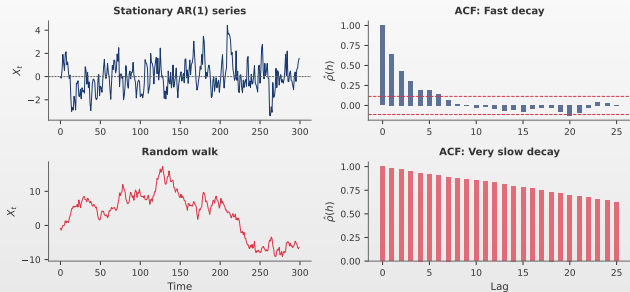 Stationary AR(1) series
X_t
4
2
0
−2
0 50 100 150 200 250 300
ACF: Fast decay
ρ̂(h)
1.00
0.75
0.50
0.25
0.00
0 5 10 15 20 25
Random walk
X_t
10
0
−10
0 50 100 150 200 250 300
Time
ACF: Very slow decay
ρ̂(h)
1.00
0.75
0.50
0.25
0.00
0 5 10 15 20 25
Lag